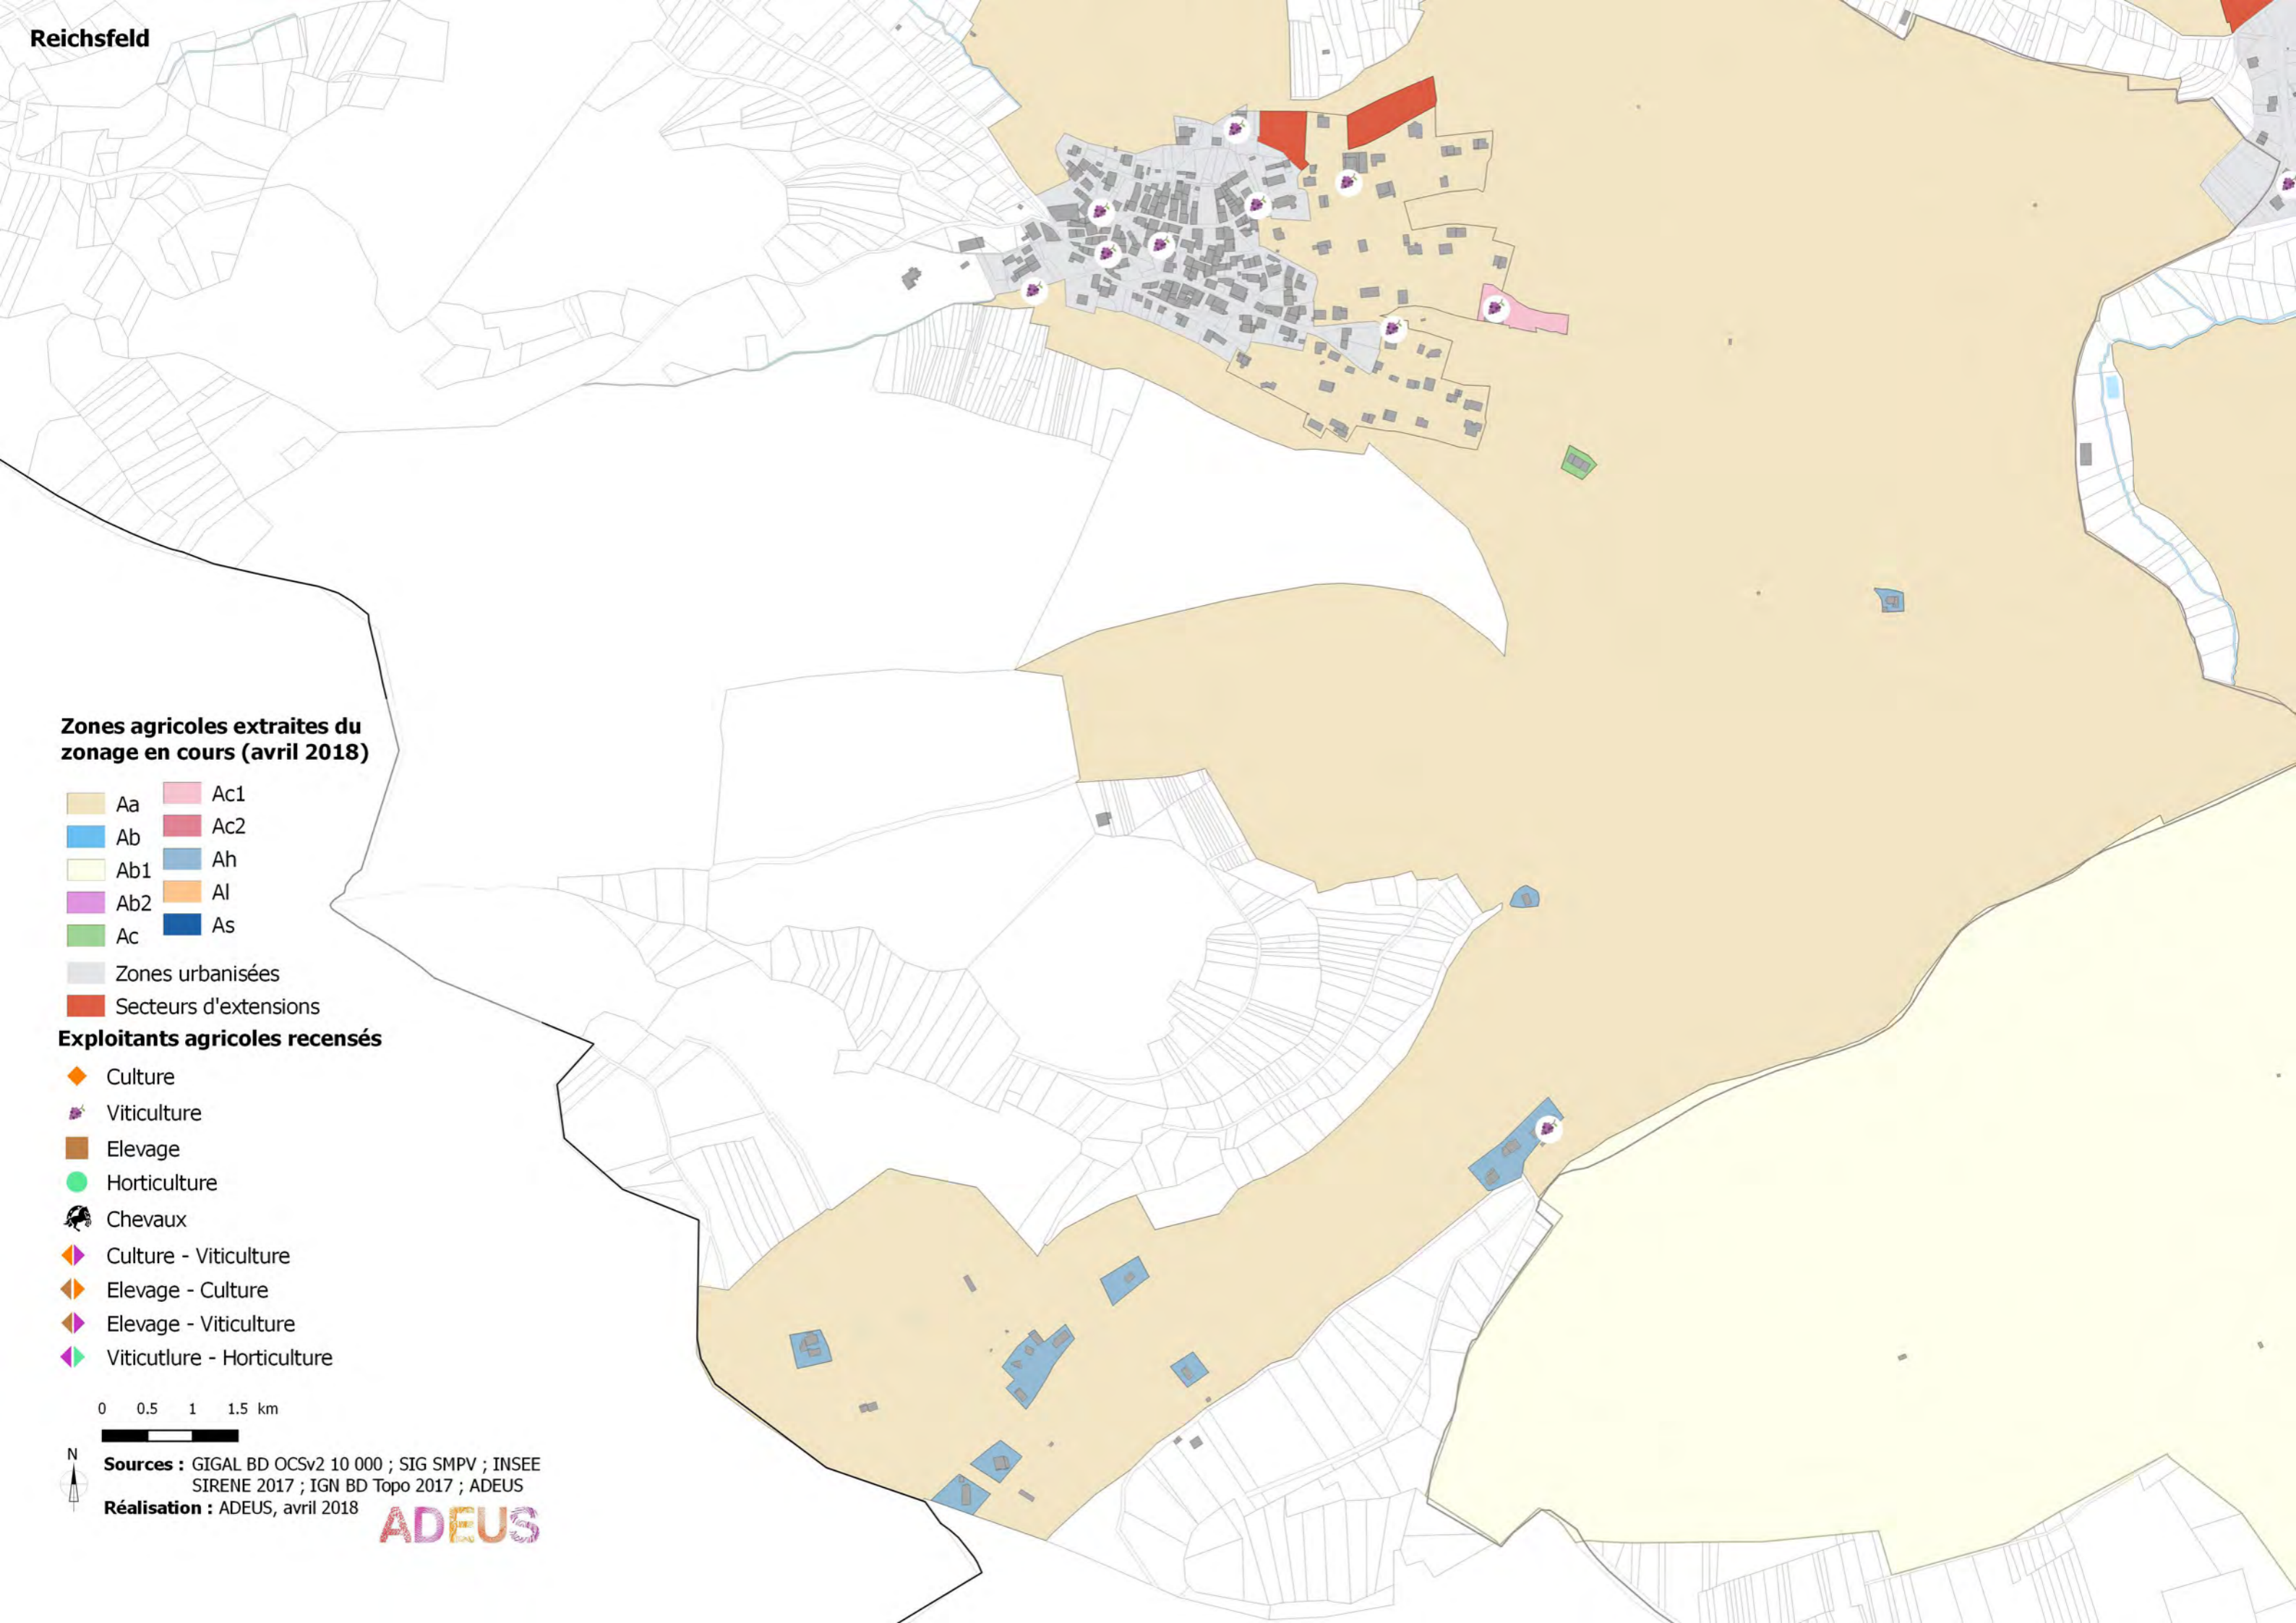 Reichsfeld
Zones agricoles extraites du
zonage en cours (avril 2018)
Aa
Ab
Ab1
Ab2
Ac
Ac1
Ac2
Ah
Al
As
Zones urbanisées
Secteurs d'extensions
Exploitants agricoles recensés
Culture
Viticulture
Elevage
Horticulture
Chevaux
Culture - Viticulture
Elevage - Culture
Elevage - Viticulture
Viticutlure - Horticulture
0 0.5 1 1.5 km
N
Sources : GIGAL BD OCSv2 10 000 ; SIG SMPV ; INSEE
SIRENE 2017 ; IGN BD Topo 2017 ; ADEUS
Réalisation : ADEUS, avril 2018
ADEUS